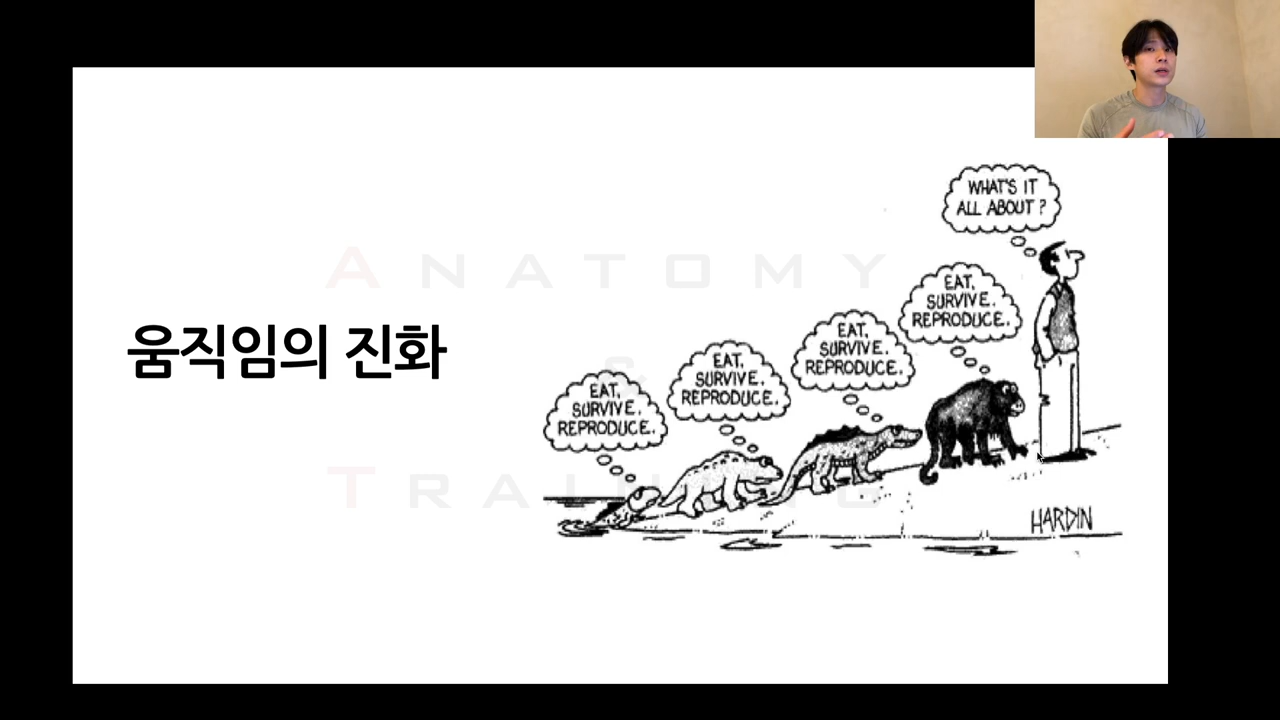 WHAT'S IT
ALL ABOUT?
ANATOMY
EAT,
SURVIVE.
REPRODUCE.
움직임의 진화
EAT,
SURVIVE.
REPRODUCE.
EAT,
SURVIVE.
REPRODUCE.
EAT,
SURVIVE.
REPRODUCE.
&
TRAINING
HARDIN